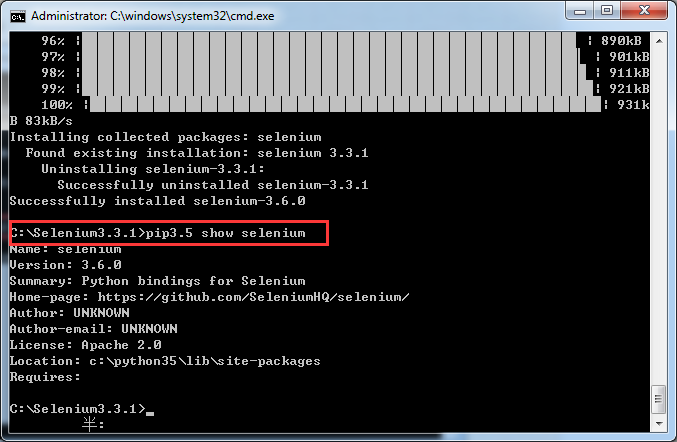 Administrator: C:\windows\system32\cmd.exe
96% | | 890kB
97% | | 901kB
98% | | 911kB
99% | | 921kB
100% | | 931k
B 83kB/s
Installing collected packages: selenium
Found existing installation: selenium 3.3.1
Uninstalling selenium-3.3.1:
Successfully uninstalled selenium-3.3.1
Successfully installed selenium-3.6.0
C:\Selenium3.3.1>pip3.5 show selenium
Name: selenium
Version: 3.6.0
Summary: Python bindings for Selenium
Home-page: https://github.com/SeleniumHQ/selenium/
Author: UNKNOWN
Author-email: UNKNOWN
License: Apache 2.0
Location: c:\python35\lib\site-packages
Requires:
C:\Selenium3.3.1>_
半: